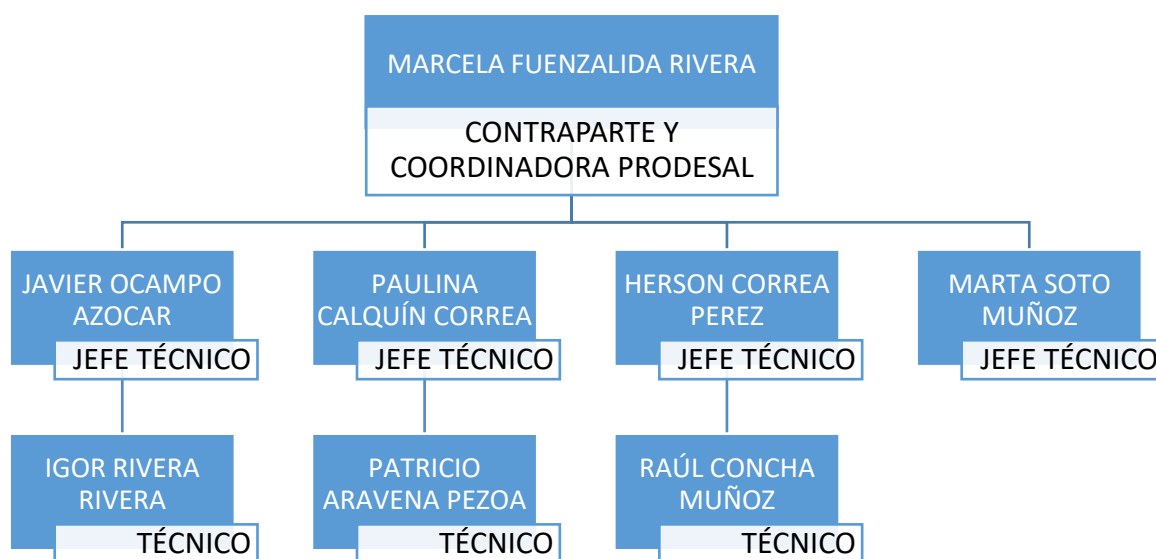 MARCELA FUENZALIDA RIVERA
CONTRAPARTE Y
COORDINADORA PRODESAL
JAVIER OCAMPO
AZOCAR
JEFE TÉCNICO
PAULINA
CALQUÍN CORREA
JEFE TÉCNICO
HERSON CORREA
PEREZ
JEFE TÉCNICO
MARTA SOTO
MUÑOZ
JEFE TÉCNICO
IGOR RIVERA
RIVERA
TÉCNICO
PATRICIO
ARAVENA PEZOA
TÉCNICO
RAÚL CONCHA
MUÑOZ
TÉCNICO